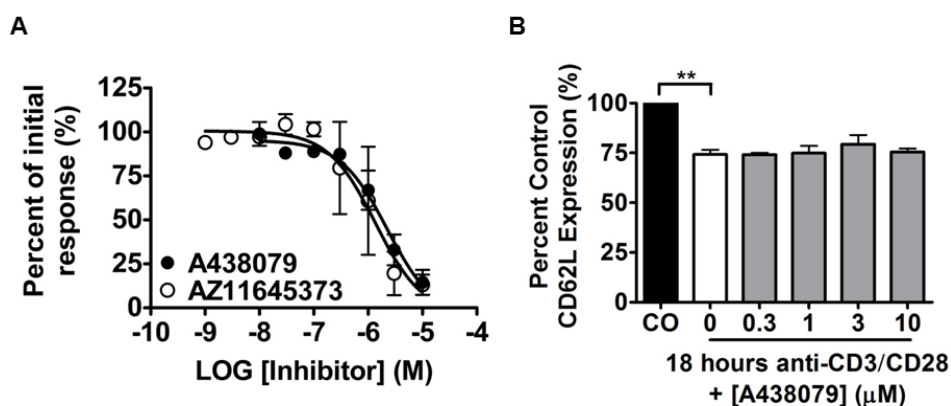 A
Percent of initial
response (%)
125
100
75
50
25
0
A438079
AZ11645373
-10 -9 -8 -7 -6 -5 -4
LOG [Inhibitor] (M)
B
Percent Control
CD62L Expression (%)
100
75
50
25
0
**
CO 0 0.3 1 3 10
18 hours anti-CD3/CD28
+ [A438079] (μM)